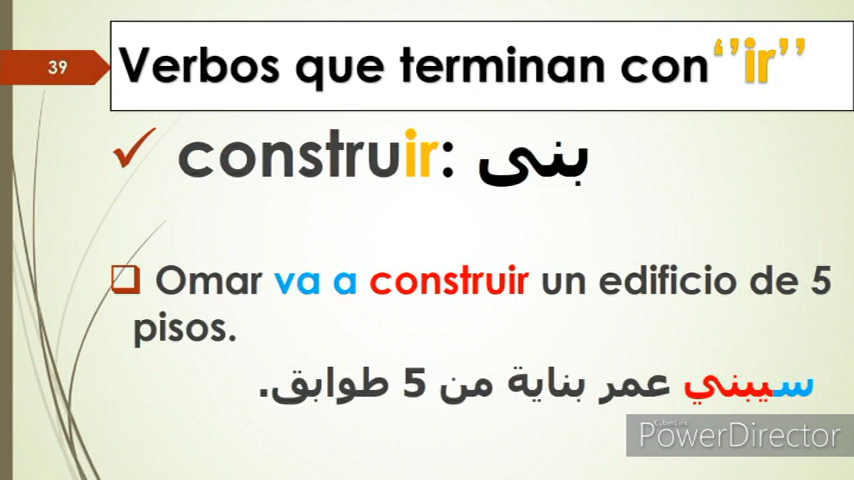 39
Verbos que terminan con ‘’ir’’
construir: بنى
Omar va a construir un edificio de 5
pisos.
سيبني عمر بناية من 5 طوابق.
CyberLink
PowerDirector